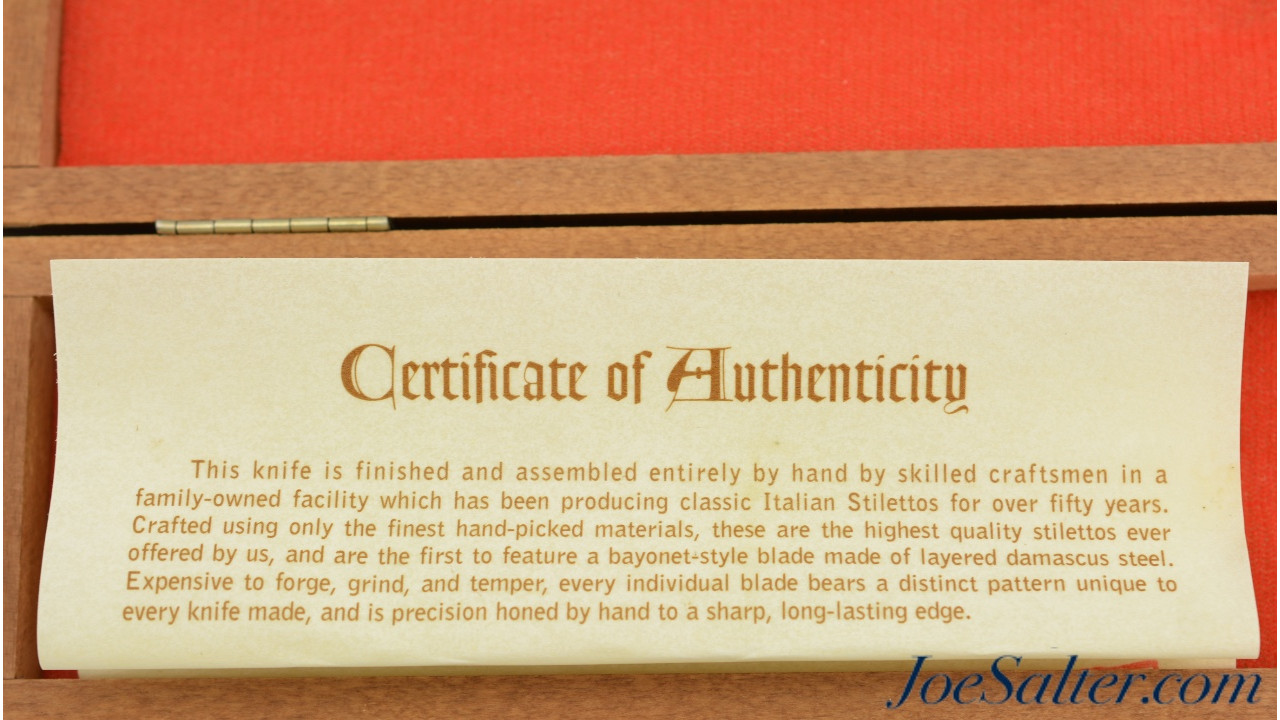 Certificate of Authenticity
This knife is finished and assembled entirely by hand by skilled craftsmen in a
family-owned facility which has been producing classic Italian Stilettos for over fifty years.
Crafted using only the finest hand-picked materials, these are the highest quality stilettos ever
offered by us, and are the first to feature a bayonet-style blade made of layered damascus steel.
Expensive to forge, grind, and temper, every individual blade bears a distinct pattern unique to
every knife made, and is precision honed by hand to a sharp, long-lasting edge.
JoeSalter.com